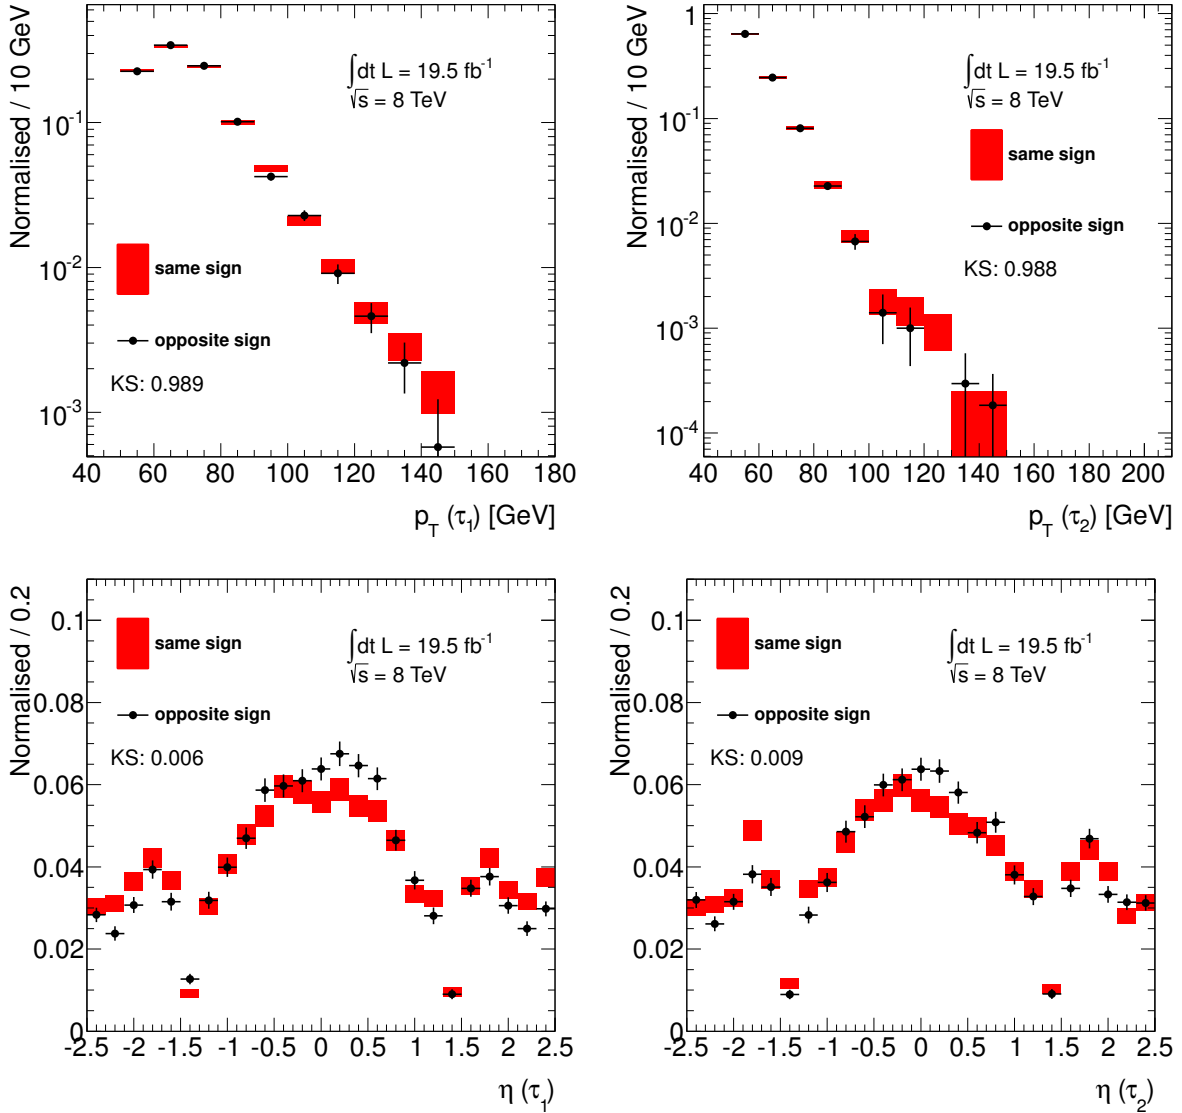 Normalised / 10 GeV
10⁻¹
10⁻²
10⁻³
∫dt L = 19.5 fb⁻¹
√s = 8 TeV
same sign
opposite sign
KS: 0.989
40 60 80 100 120 140 160 180
p_T (τ₁) [GeV]
Normalised / 10 GeV
1
10⁻¹
10⁻²
10⁻³
10⁻⁴
∫dt L = 19.5 fb⁻¹
√s = 8 TeV
same sign
opposite sign
KS: 0.988
40 60 80 100 120 140 160 180 200
p_T (τ₂) [GeV]
Normalised / 0.2
0.1
0.08
0.06
0.04
0.02
0
same sign
∫dt L = 19.5 fb⁻¹
√s = 8 TeV
opposite sign
KS: 0.006
-2.5 -2 -1.5 -1 -0.5 0 0.5 1 1.5 2 2.5
η (τ₁)
Normalised / 0.2
0.1
0.08
0.06
0.04
0.02
0
same sign
∫dt L = 19.5 fb⁻¹
√s = 8 TeV
opposite sign
KS: 0.009
-2.5 -2 -1.5 -1 -0.5 0 0.5 1 1.5 2 2.5
η (τ₂)